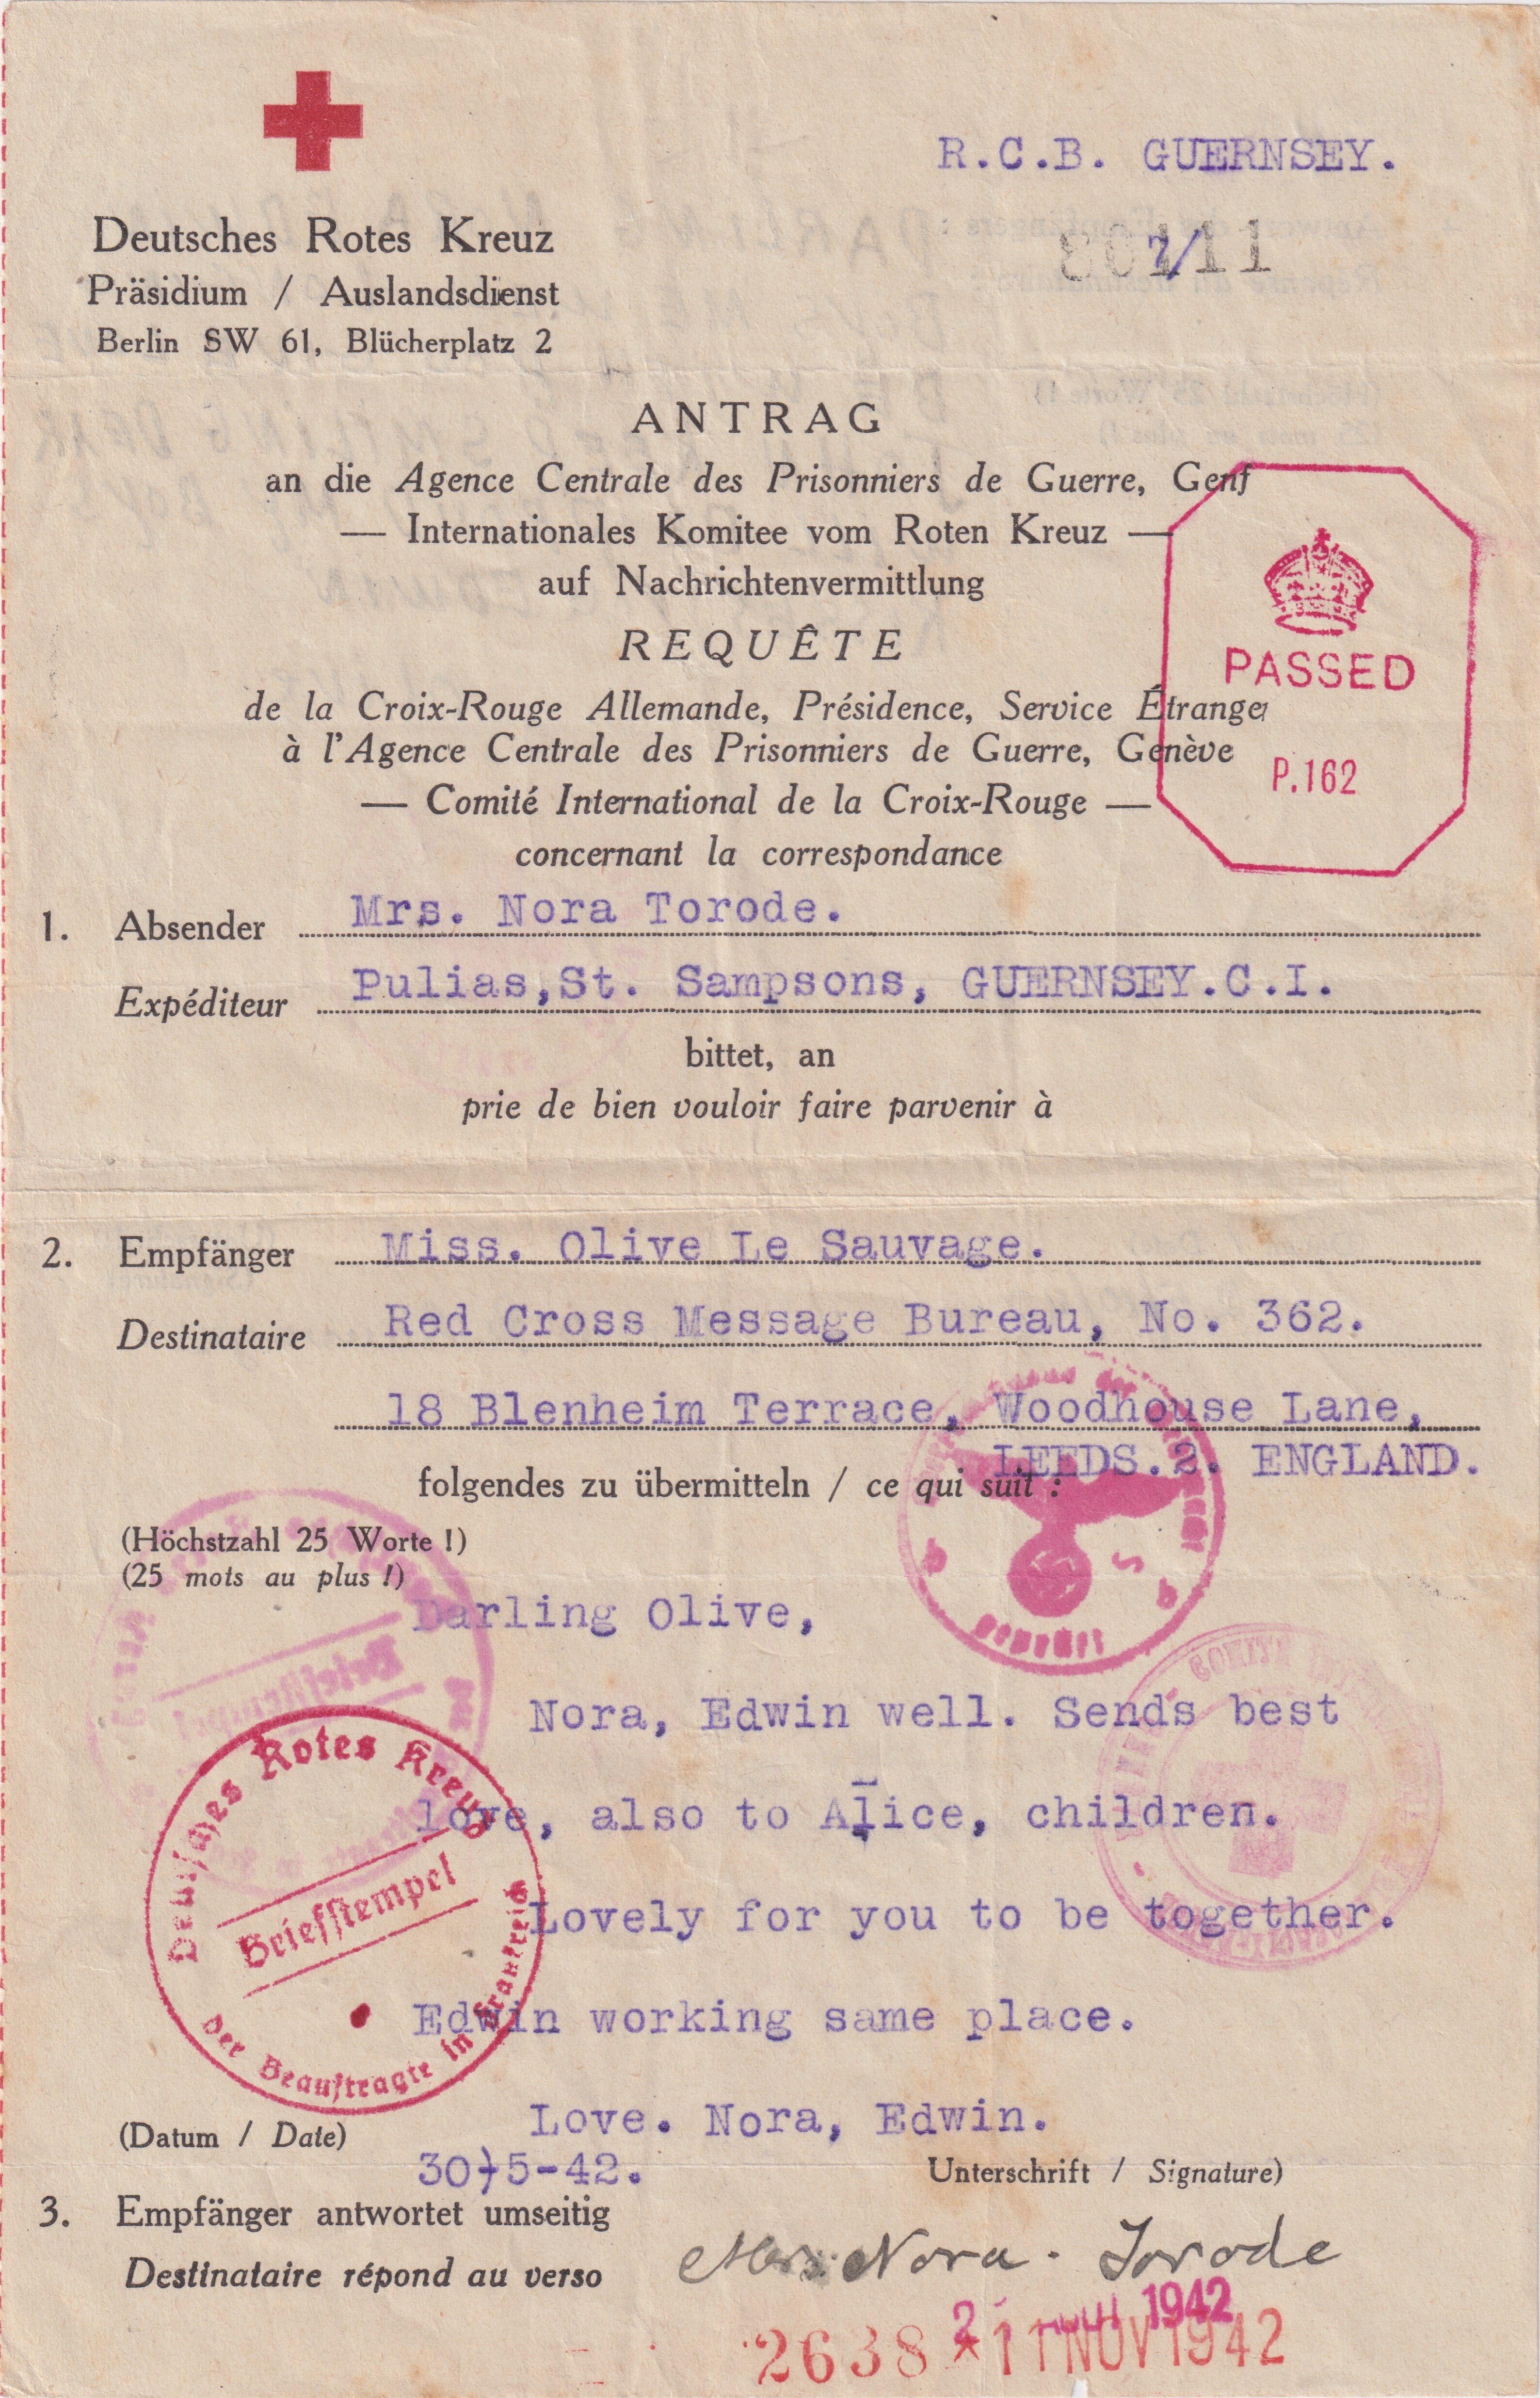 R.C.B. GUERNSEY.
Deutsches Rotes Kreuz
Präsidium / Auslandsdienst
Berlin SW 61, Blücherplatz 2
ANTRAG
an die Agence Centrale des Prisonniers de Guerre, Genf
— Internationales Komitee vom Roten Kreuz —
auf Nachrichtenvermittlung
REQUÊTE
de la Croix-Rouge Allemande, Présidence, Service Étranger
à l'Agence Centrale des Prisonniers de Guerre, Genève
— Comité International de la Croix-Rouge —
concernant la correspondance
PASSED
P.162
1. Absender Mrs. Nora Torode.
Expéditeur Pulias,St. Sampsons, GUERNSEY.C.I.
bittet, an
prie de bien vouloir faire parvenir à
2. Empfänger Miss. Olive Le Sauvage.
Destinataire Red Cross Message Bureau, No. 362.
18 Blenheim Terrace, Woodhouse Lane,
LEEDS.2. ENGLAND.
folgendes zu übermitteln / ce qui suit :
(Höchstzahl 25 Worte !)
(25 mots au plus !)
Darling Olive,
Nora, Edwin well. Sends best
love, also to Alice, children.
Lovely for you to be together.
Edwin working same place.
Love. Nora, Edwin.
Deutsches Rotes Kreuz
Briefstempel
Der Beauftragte in Frankreich
(Datum / Date)
30-5-42.
Unterschrift / Signature)
3. Empfänger antwortet umseitig
Destinataire répond au verso
Mrs. Nora. Torode
1942
2638 * 11 NOV 1942